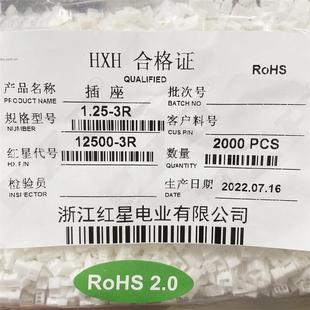 HXH 合格证
QUALIFIED
RoHS
产品名称 插座 批次号
PRODUCT NAME BATCH NO
规格型号 1.25-3R 客户料号
NUMBER CUS P/N
红星代号 12500-3R 数量 2000 PCS
HX. P/N QUANTITY
检验员 生产日期 2022.07.16
INSPECTOR DATE
浙江红星电业有限公司
RoHS 2.0